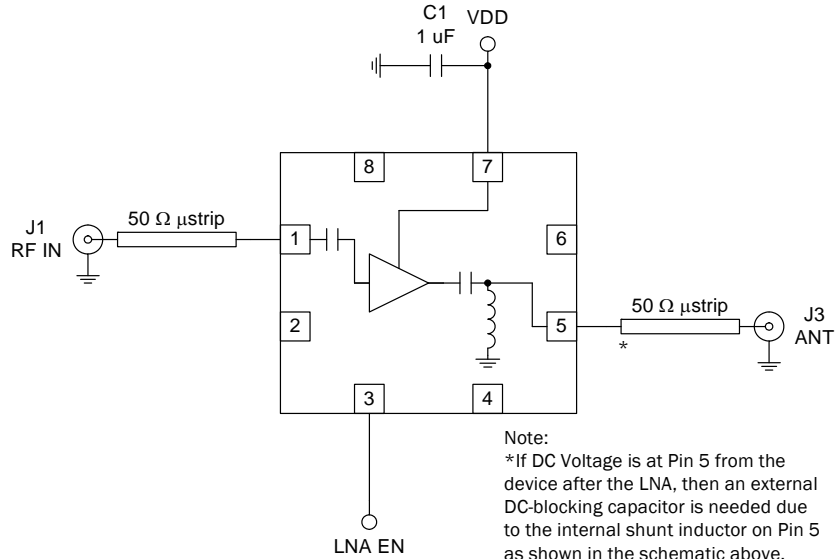 C1
1 uF
VDD
8
7
J1
RF IN
50 Ω µstrip
1
6
2
5
50 Ω µstrip
*
J3
ANT
3
4
LNA EN
Note:
*If DC Voltage is at Pin 5 from the
device after the LNA, then an external
DC-blocking capacitor is needed due
to the internal shunt inductor on Pin 5
as shown in the schematic above.